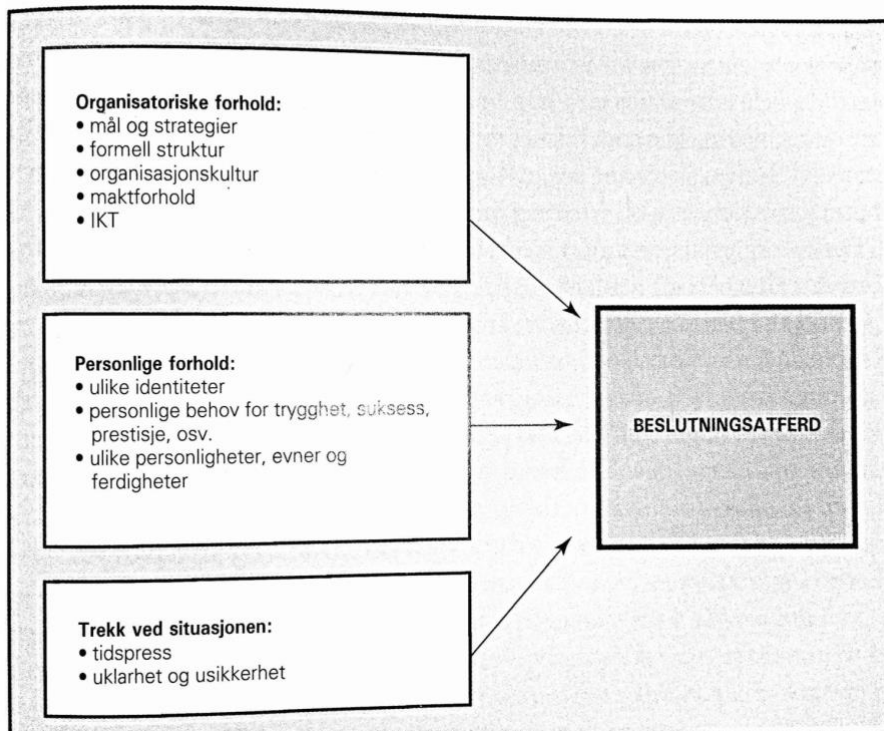 Organisatoriske forhold:
• mål og strategier
• formell struktur
• organisasjonskultur
• maktforhold
• IKT
Personlige forhold:
• ulike identiteter
• personlige behov for trygghet, suksess,
prestisje, osv.
• ulike personligheter, evner og
ferdigheter
Trekk ved situasjonen:
• tidspress
• uklarhet og usikkerhet
BESLUTNINGSATFERD